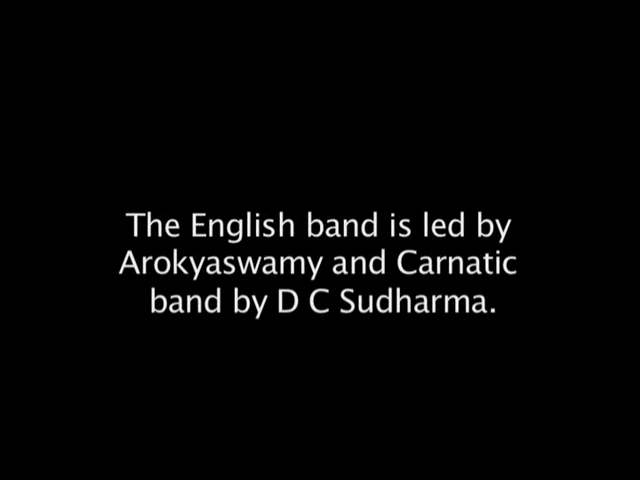 The English band is led by
Arokyaswamy and Carnatic
band by D C Sudharma.